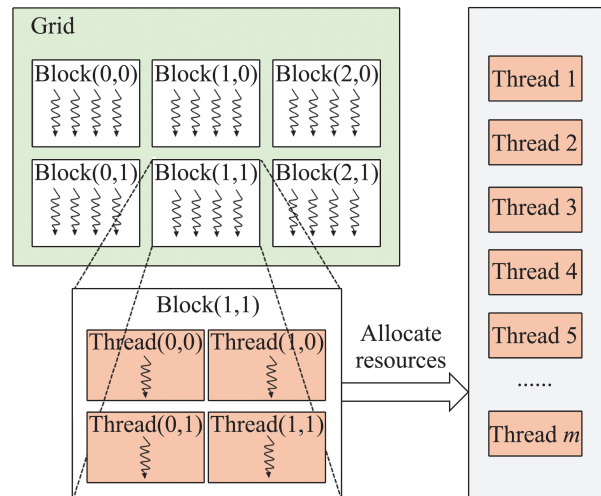 Grid
Block(0,0) Block(1,0) Block(2,0)
Block(0,1) Block(1,1) Block(2,1)
Block(1,1)
Thread(0,0) Thread(1,0)
Thread(0,1) Thread(1,1)
Allocate
resources
Thread 1
Thread 2
Thread 3
Thread 4
Thread 5
......
Thread m